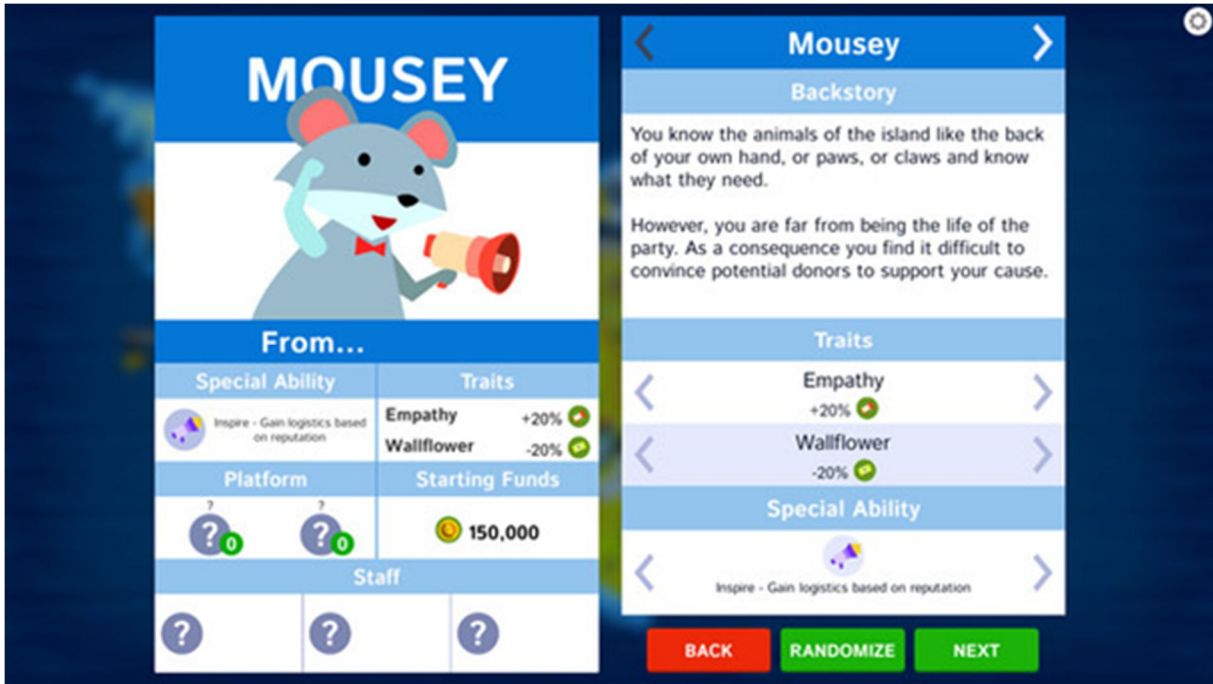 MOUSEY
From...
Special Ability
Traits
Inspire - Gain logistics based
on reputation
Empathy +20%
Wallflower -20%
Platform
Starting Funds
? ?
? 0 ? 0
150,000
Staff
? ? ?
Mousey
Backstory
You know the animals of the island like the back
of your own hand, or paws, or claws and know
what they need.
However, you are far from being the life of the
party. As a consequence you find it difficult to
convince potential donors to support your cause.
Traits
Empathy
+20%
Wallflower
-20%
Special Ability
Inspire - Gain logistics based on reputation
BACK
RANDOMIZE
NEXT